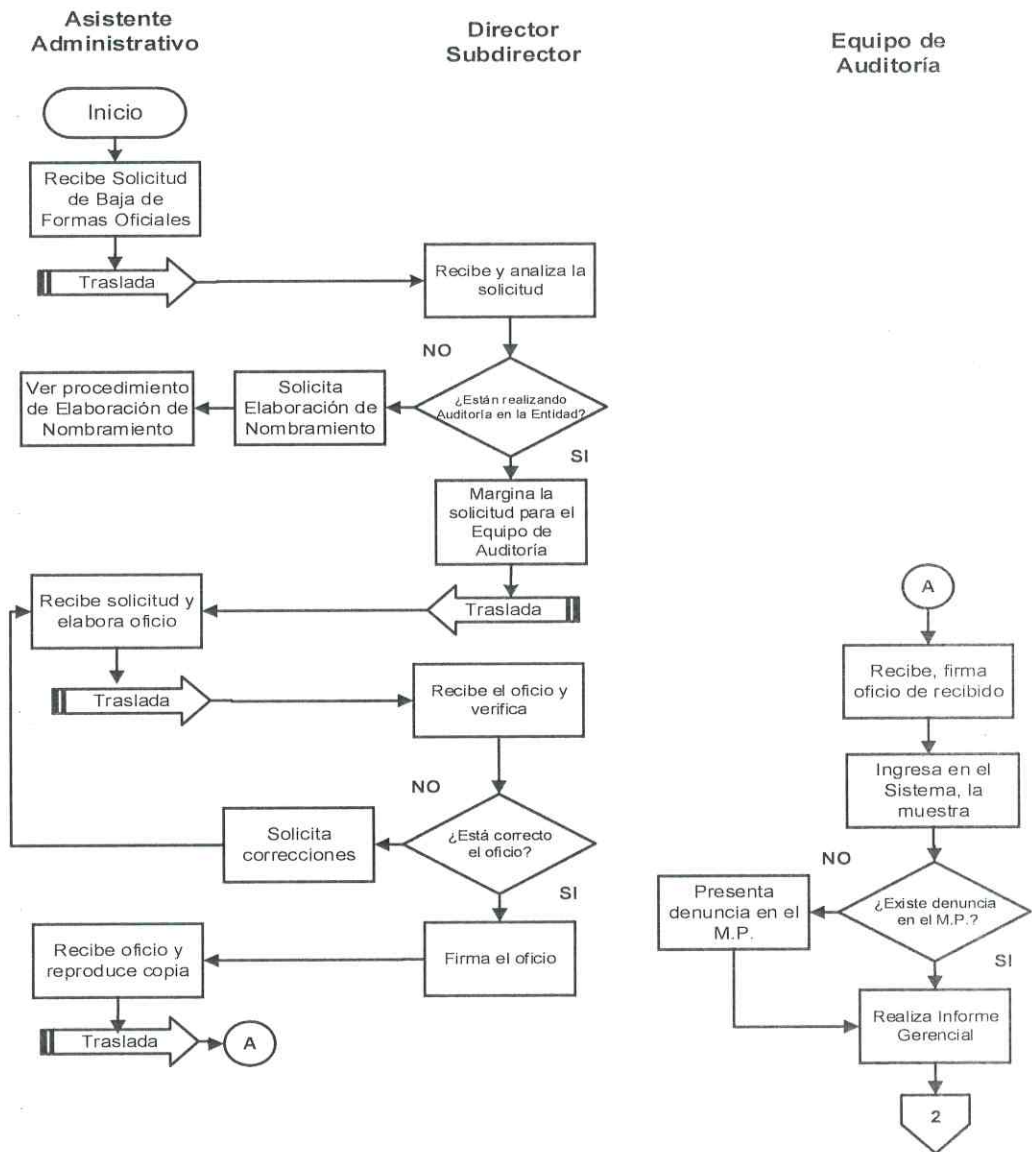 Asistente
Administrativo
Director
Subdirector
Equipo de
Auditoría
Inicio
Recibe Solicitud
de Baja de
Formas Oficiales
Traslada
Recibe y analiza la
solicitud
NO
¿Están realizando
Auditoría en la Entidad?
Solicita
Elaboración de
Nombramiento
Ver procedimiento
de Elaboración de
Nombramiento
SI
Margina la
solicitud para el
Equipo de
Auditoría
Traslada
Recibe solicitud y
elabora oficio
Traslada
Recibe el oficio y
verifica
NO
¿Está correcto
el oficio?
Solicita
correcciones
SI
Firma el oficio
Recibe oficio y
reproduce copia
Traslada
A
A
Recibe, firma
oficio de recibido
Ingresa en el
Sistema, la
muestra
NO
¿Existe denuncia
en el M.P.?
Presenta
denuncia en el
M.P.
SI
Realiza Informe
Gerencial
2